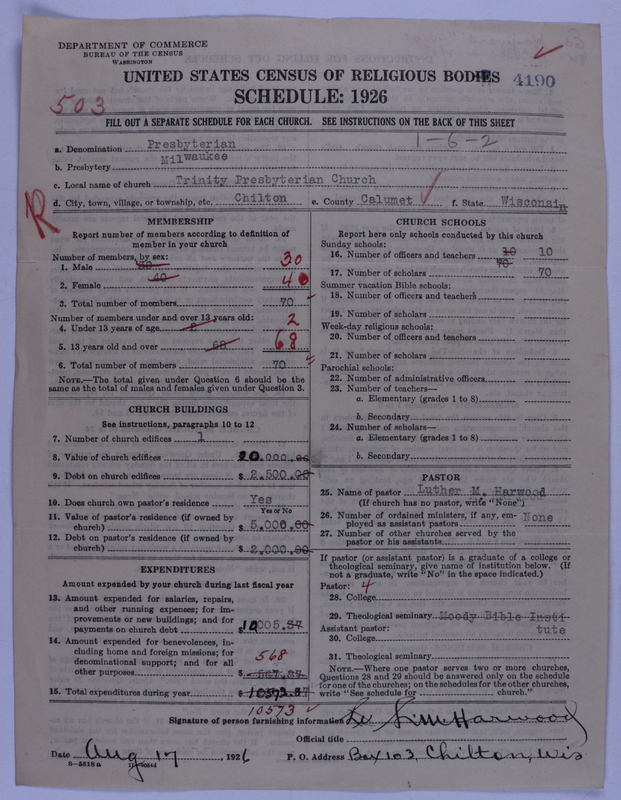 DEPARTMENT OF COMMERCE
BUREAU OF THE CENSUS
WASHINGTON
UNITED STATES CENSUS OF RELIGIOUS BODIES
4190
SCHEDULE: 1926
503
FILL OUT A SEPARATE SCHEDULE FOR EACH CHURCH. SEE INSTRUCTIONS ON THE BACK OF THIS SHEET
1-6-2
a. Denomination Presbyterian
b. Presbytery Milwaukee
c. Local name of church Trinity Presbyterian Church
d. City, town, village, or township, etc. Chilton e. County Calumet f. State Wisconsin
R
MEMBERSHIP
Report number of members according to definition of
member in your church
Number of members, by sex:
1. Male 30 30
2. Female 40 40
3. Total number of members 70
Number of members under and over 13 years old:
4. Under 13 years of age 2 2
5. 13 years old and over 68 68
6. Total number of members 70
NOTE.—The total given under Question 6 should be the
same as the total of males and females given under Question 3.
CHURCH BUILDINGS
See instructions, paragraphs 10 to 12
7. Number of church edifices 1
8. Value of church edifices $ 20.000.00
9. Debt on church edifices $ 2.500.00
10. Does church own pastor's residence Yes
Yes or No
11. Value of pastor's residence (if owned by
church) $ 5.000.00
12. Debt on pastor's residence (if owned by
church) $ 2.000.00
EXPENDITURES
Amount expended by your church during last fiscal year
13. Amount expended for salaries, repairs,
and other running expenses; for im-
provements or new buildings; and for
payments on church debt $ 10005.37
14. Amount expended for benevolences, in-
cluding home and foreign missions; for
denominational support; and for all
other purposes $ 567.87
568
15. Total expenditures during year $ 10573.
10573
CHURCH SCHOOLS
Report here only schools conducted by this church
Sunday schools:
16. Number of officers and teachers 10 10
17. Number of scholars 70 70
Summer vacation Bible schools:
18. Number of officers and teachers
19. Number of scholars
Week-day religious schools:
20. Number of officers and teachers
21. Number of scholars
Parochial schools:
22. Number of administrative officers
23. Number of teachers—
a. Elementary (grades 1 to 8)
b. Secondary
24. Number of scholars—
a. Elementary (grades 1 to 8)
b. Secondary
PASTOR
25. Name of pastor Luther M. Harwood
(If church has no pastor, write "None")
26. Number of ordained ministers, if any, em-
ployed as assistant pastors None
27. Number of other churches served by the
pastor or his assistants
If pastor (or assistant pastor) is a graduate of a college or
theological seminary, give name of institution below. (If
not a graduate, write "No" in the space indicated.)
Pastor: 4
28. College
29. Theological seminary Moody Bible Insti-
tute
Assistant pastor:
30. College
31. Theological seminary
NOTE.—Where one pastor serves two or more churches,
Questions 28 and 29 should be answered only on the schedule
for one of the churches; on the schedules for the other churches,
write "See schedule for church."
Signature of person furnishing information Harwood
Official title
Date Aug 17, 1926 P. O. Address Box 103, Chilton, Wis
8-5518a